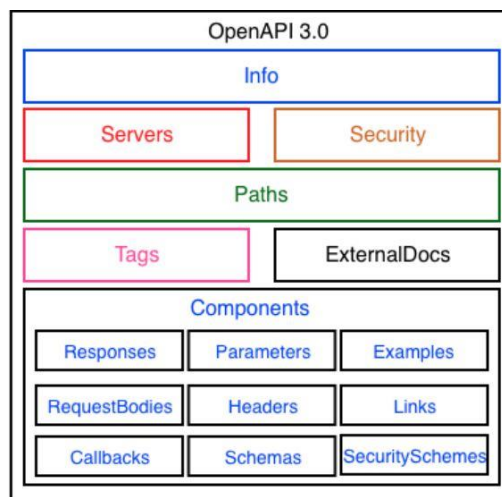 OpenAPI 3.0
Info
Servers
Security
Paths
Tags
ExternalDocs
Components
Responses
Parameters
Examples
RequestBodies
Headers
Links
Callbacks
Schemas
SecuritySchemes